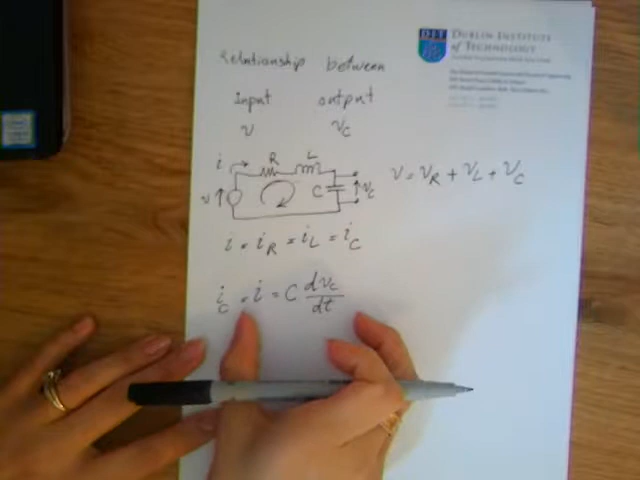 DIT
DUBLIN INSTITUTE
of TECHNOLOGY
Relationship between
Input output
v v_C
i R L
v C v_C
v = v_R + v_L + v_C
i = i_R = i_L = i_C
i_C = i = C dv_C/dt